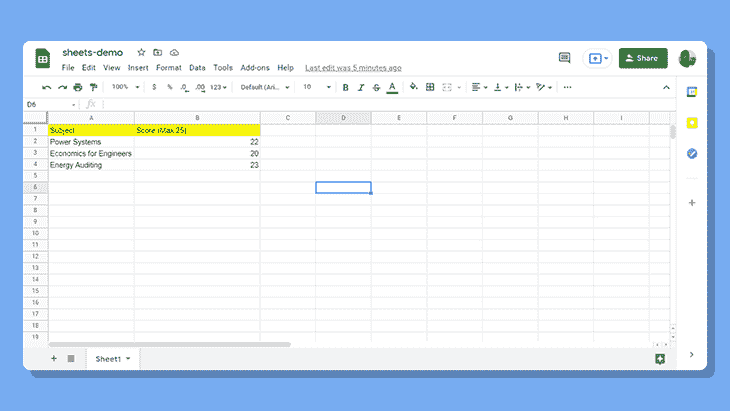 sheets-demo
File Edit View Insert Format Data Tools Add-ons Help Last edit was 5 minutes ago
Share
100% $ % .0 .00 123 Default (Ari... 10 B I S A
D6 fx
A B C D E F G H I
1 Subject Score (Max 25)
2 Power Systems 22
3 Economics for Engineers 20
4 Energy Auditing 23
5
6
7
8
9
10
11
12
13
14
15
16
17
18
19
Sheet1